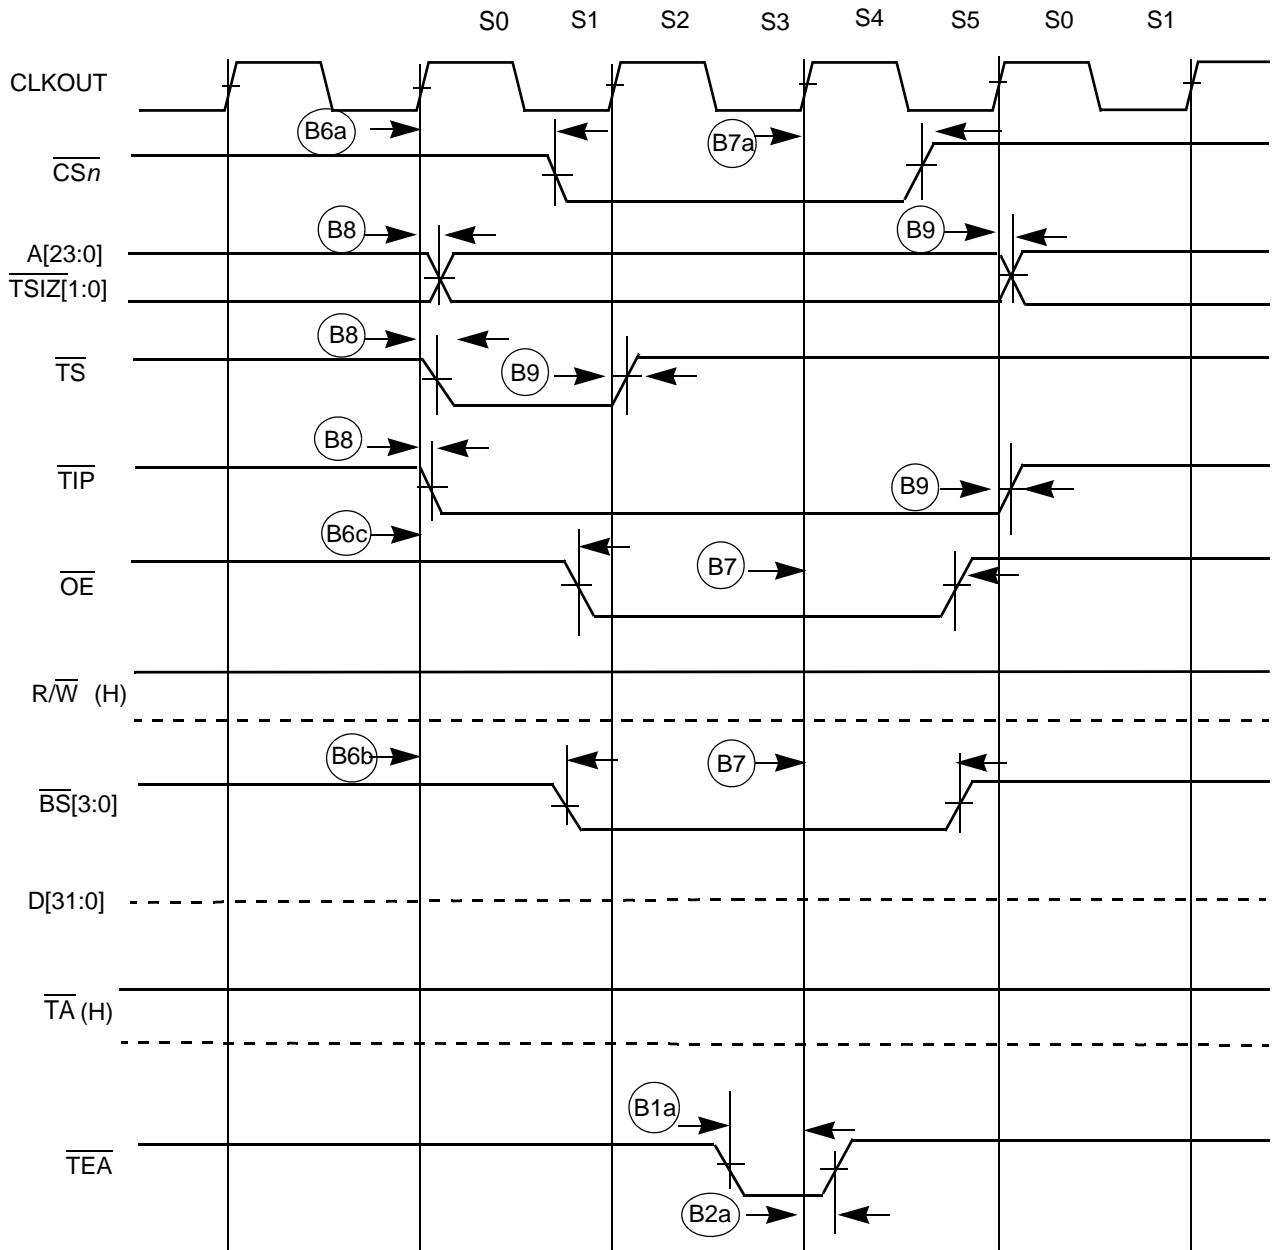 S0 S1 S2 S3 S4 S5 S0 S1
CLKOUT
B6a B7a
CSn
B8 B9
A[23:0]
TSIZ[1:0]
B8
TS B9
B8
TIP B9
B6c
OE B7
R/W (H)
B6b B7
BS[3:0]
D[31:0]
TA (H)
B1a
TEA
B2a